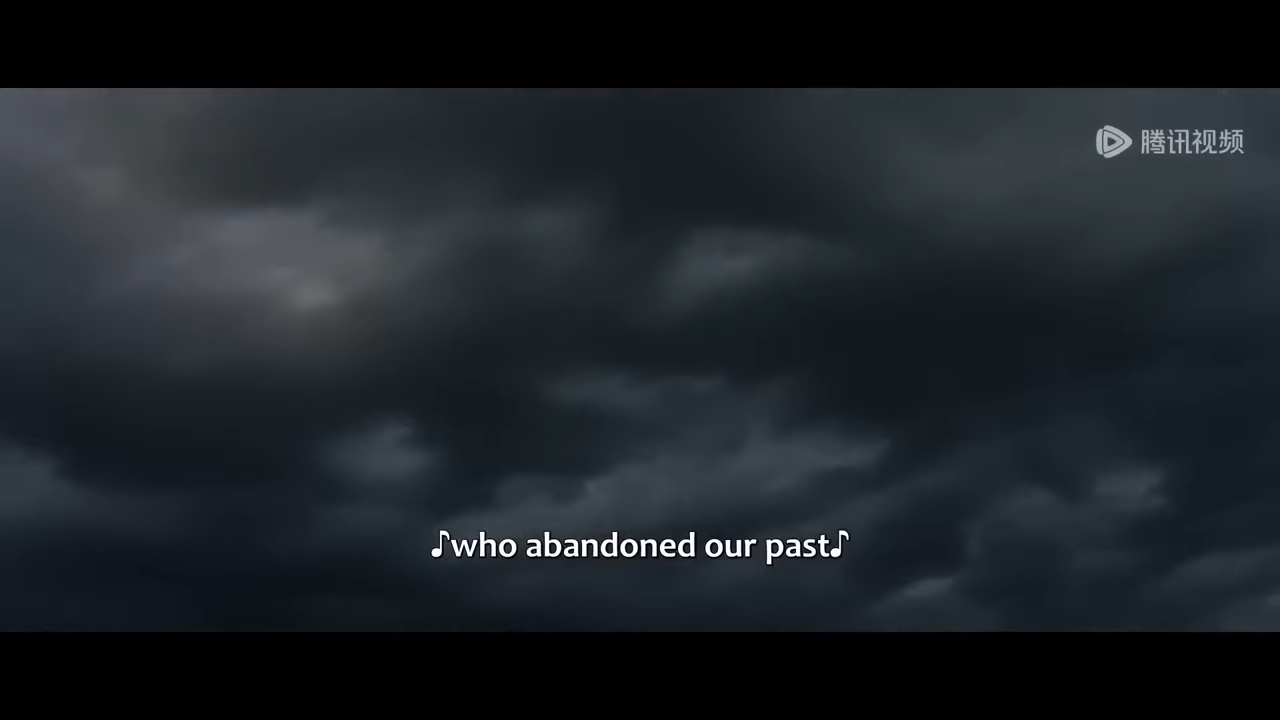 腾讯视频
♪who abandoned our past♪